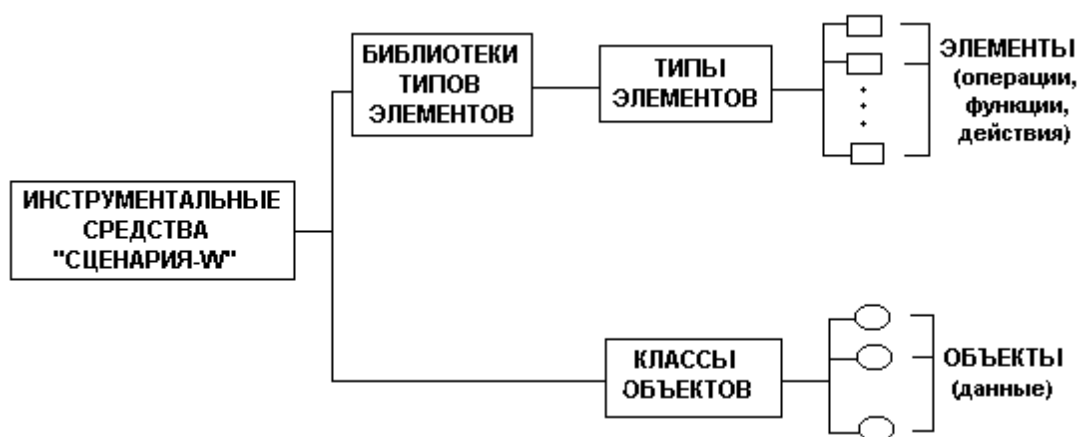 БИБЛИОТЕКИ
ТИПОВ
ЭЛЕМЕНТОВ
ТИПЫ
ЭЛЕМЕНТОВ
ЭЛЕМЕНТЫ
(операции,
функции,
действия)
ИНСТРУМЕНТАЛЬНЫЕ
СРЕДСТВА
"СЦЕНАРИЯ-W"
КЛАССЫ
ОБЪЕКТОВ
ОБЪЕКТЫ
(данные)